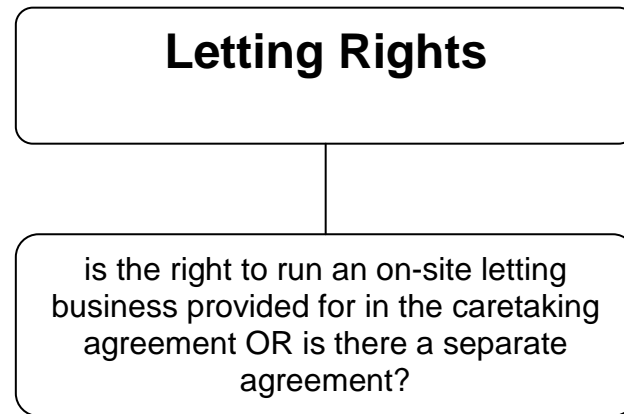 Letting Rights
is the right to run an on-site letting
business provided for in the caretaking
agreement OR is there a separate
agreement?